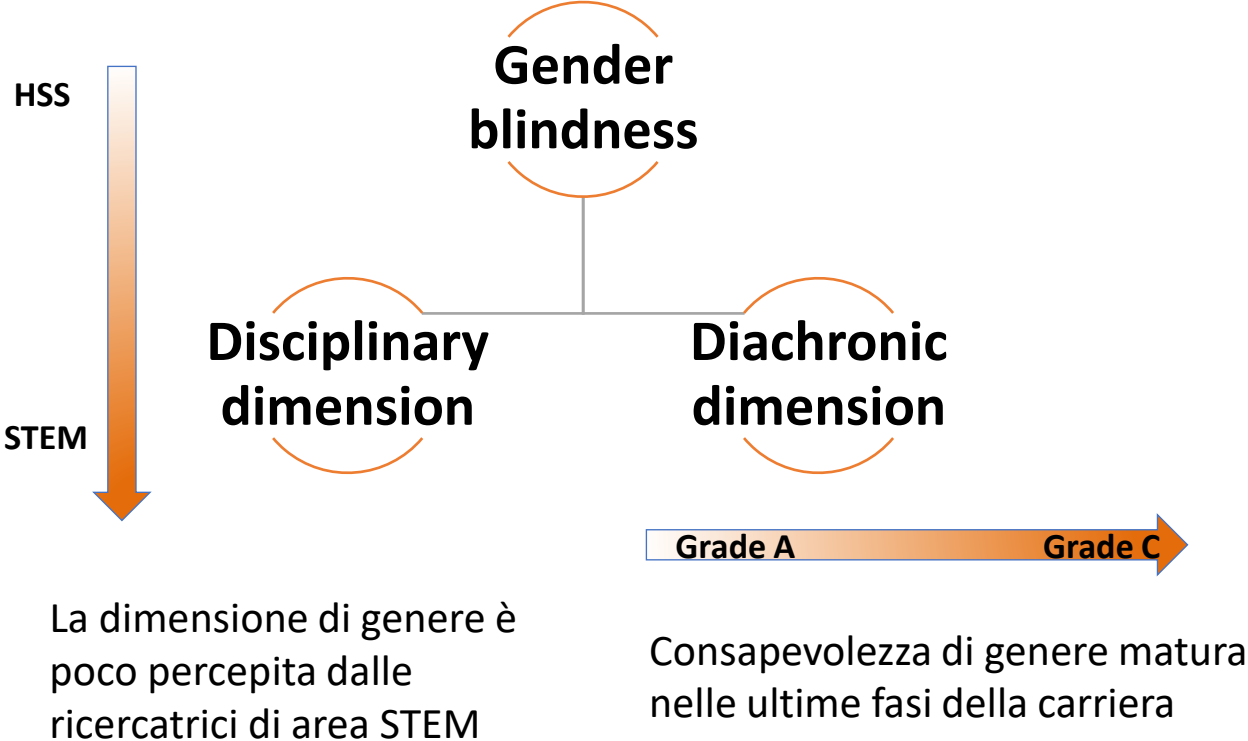 Gender
blindness
HSS
STEM
Disciplinary
dimension
Diachronic
dimension
Grade A
Grade C
La dimensione di genere è
poco percepita dalle
ricercatrici di area STEM
Consapevolezza di genere matura
nelle ultime fasi della carriera